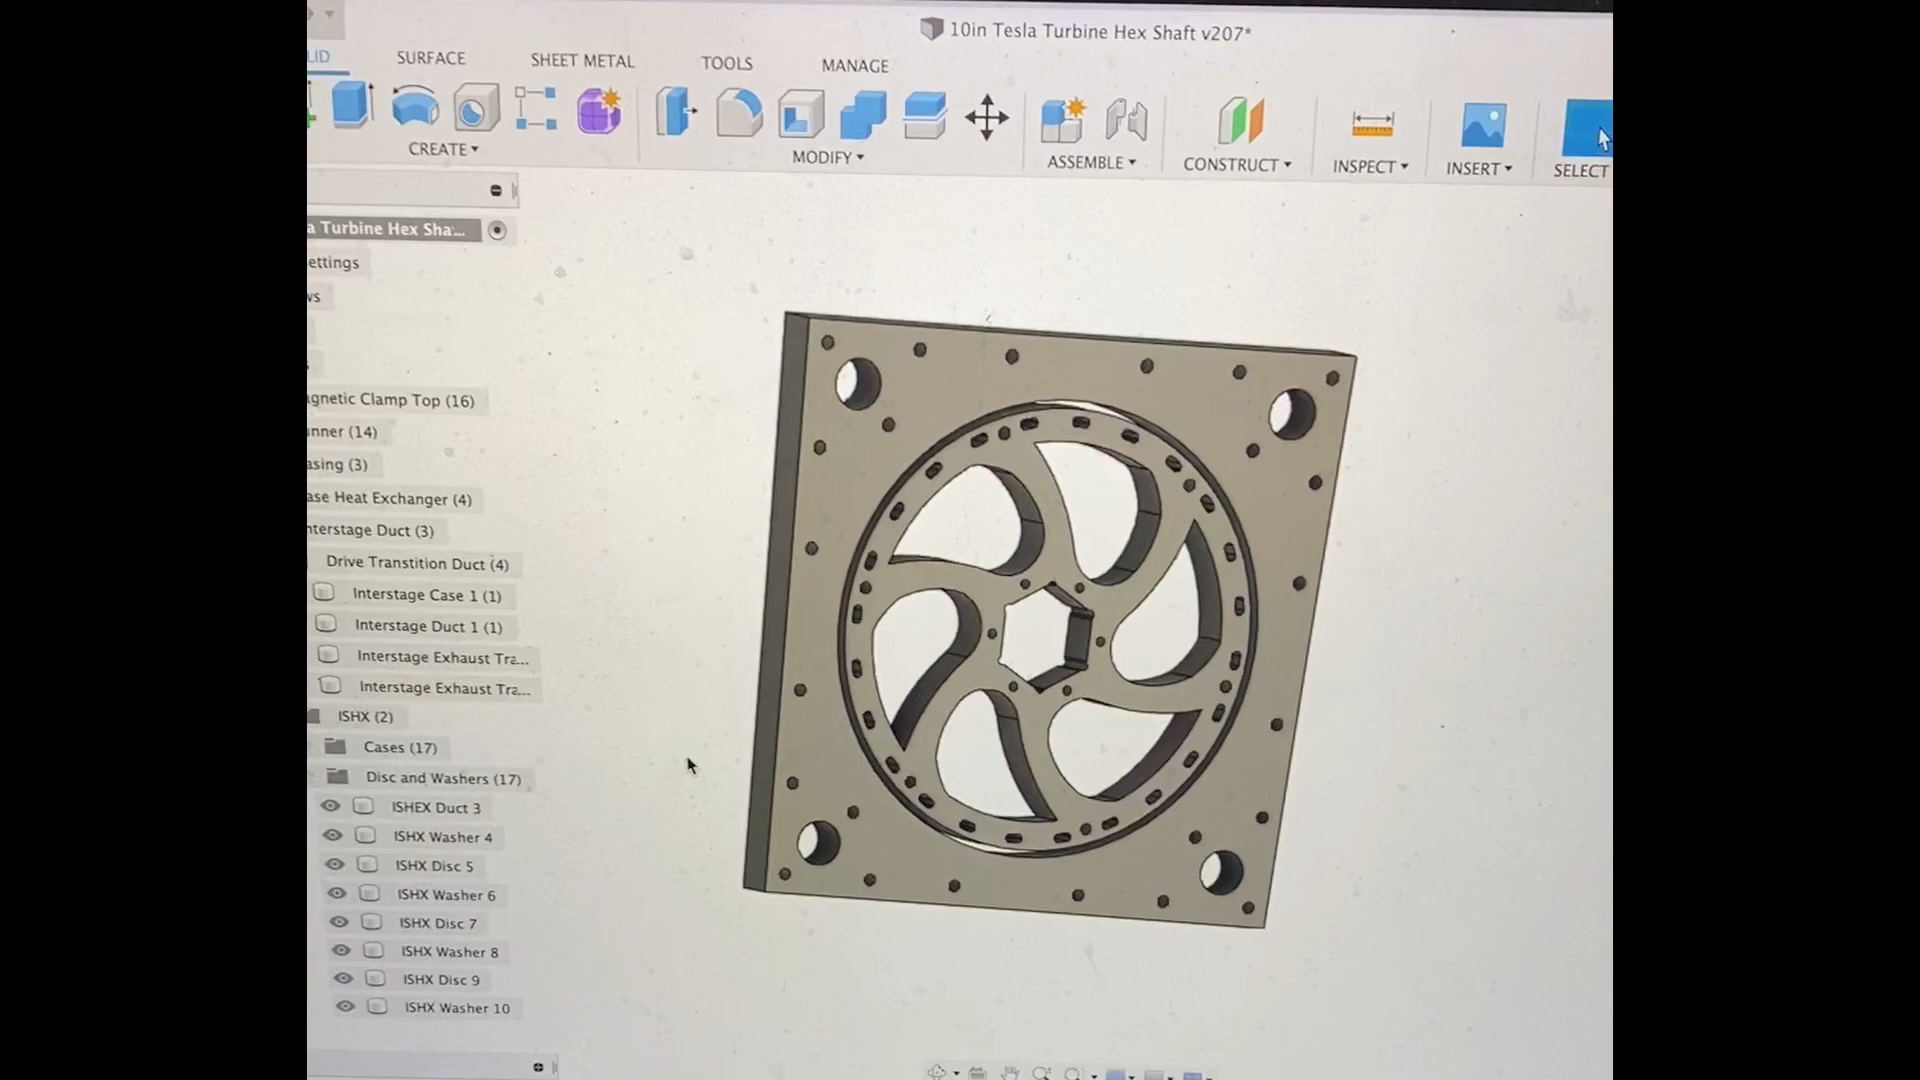 10in Tesla Turbine Hex Shaft v207*
LID
SURFACE
SHEET METAL
TOOLS
MANAGE
CREATE
MODIFY
ASSEMBLE
CONSTRUCT
INSPECT
INSERT
SELECT
a Turbine Hex Sha...
ettings
ws
agnetic Clamp Top (16)
unner (14)
asing (3)
ase Heat Exchanger (4)
nterstage Duct (3)
Drive Transtition Duct (4)
Interstage Case 1 (1)
Interstage Duct 1 (1)
Interstage Exhaust Tra...
Interstage Exhaust Tra...
ISHX (2)
Cases (17)
Disc and Washers (17)
ISHEX Duct 3
ISHX Washer 4
ISHX Disc 5
ISHX Washer 6
ISHX Disc 7
ISHX Washer 8
ISHX Disc 9
ISHX Washer 10